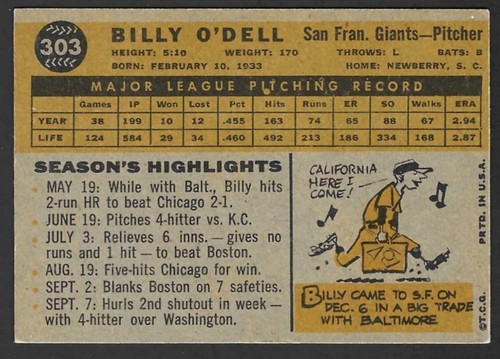 303
BILLY O'DELL San Fran. Giants—Pitcher
HEIGHT: 5:10 WEIGHT: 170 THROWS: L BATS: B
BORN: FEBRUARY 10, 1933 HOME: NEWBERRY, S. C.
MAJOR LEAGUE PITCHING RECORD
Games IP Won Lost Pct Hits Runs ER SO Walks ERA
YEAR 38 199 10 12 .455 163 74 65 88 67 2.94
LIFE 124 584 29 34 .460 492 213 186 334 168 2.87
SEASON'S HIGHLIGHTS
MAY 19: While with Balt., Billy hits
2-run HR to beat Chicago 2-1.
JUNE 19: Pitches 4-hitter vs. K.C.
JULY 3: Relieves 6 inns.—gives no
runs and 1 hit—to beat Boston.
AUG. 19: Five-hits Chicago for win.
SEPT. 2: Blanks Boston on 7 safeties.
SEPT. 7: Hurls 2nd shutout in week—
with 4-hitter over Washington.
CALIFORNIA
HERE I
COME!
BILLY CAME TO S.F. ON
DEC. 6 IN A BIG TRADE
WITH BALTIMORE
©T.C.G. PRTD. IN U.S.A.